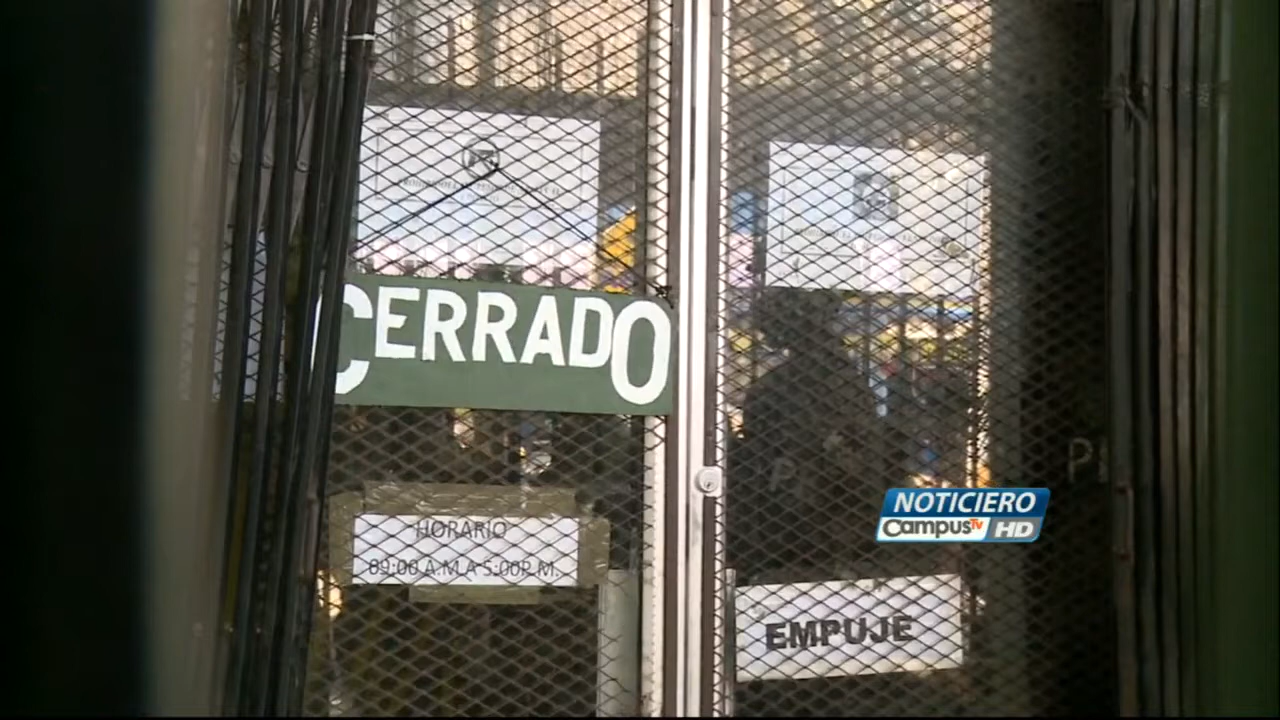 CERRADO
HORARIO
09:00 A.M.A 5:00P.M.
EMPUJE
NOTICIERO
CampusTv HD